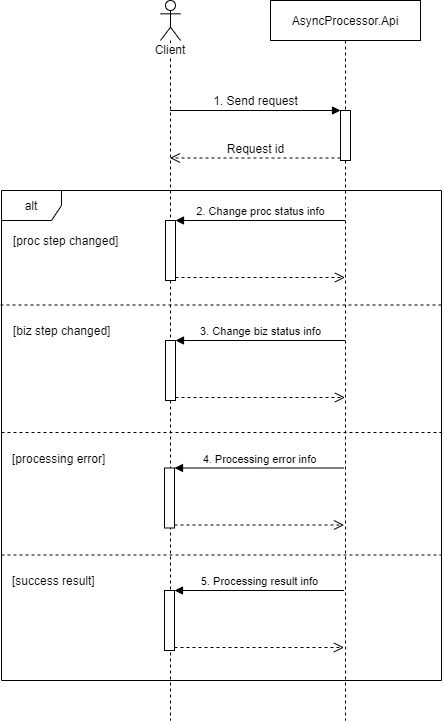 Client
AsyncProcessor.Api
1. Send request
Request id
alt
2. Change proc status info
[proc step changed]
[biz step changed]
3. Change biz status info
[processing error]
4. Processing error info
[success result]
5. Processing result info